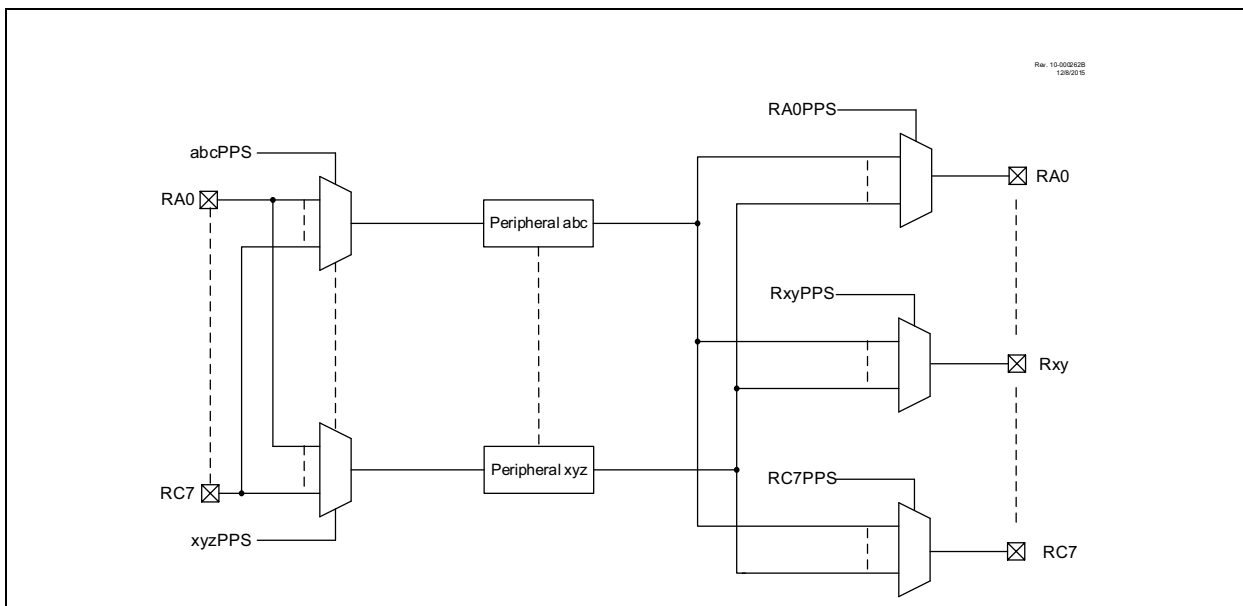 Rev. 10-000262B
12/8/2015
RA0PPS
abcPPS
RA0
Peripheral abc
RA0
RxyPPS
Rxy
Peripheral xyz
RC7PPS
RC7
xyzPPS
RC7